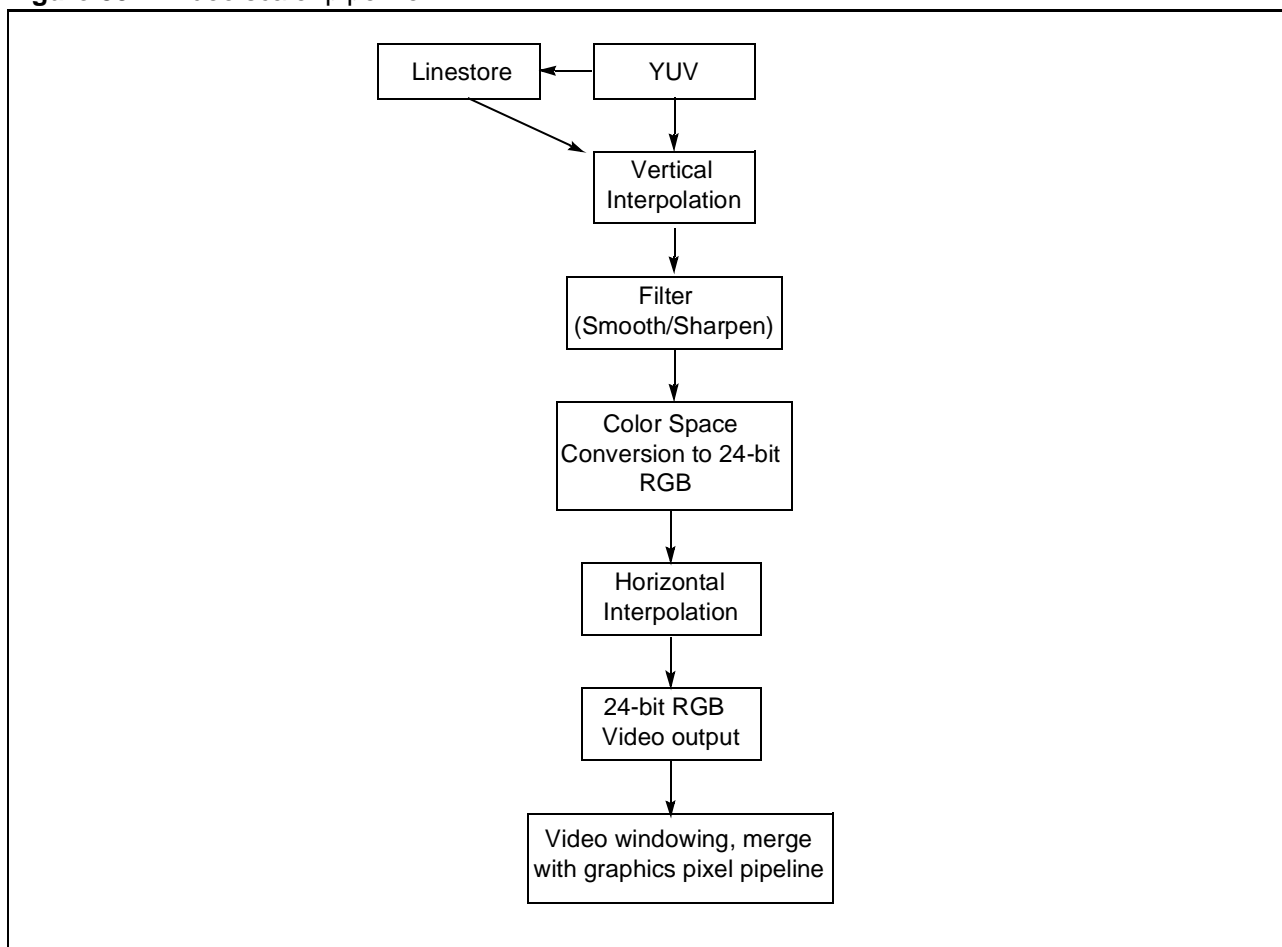 Linestore
YUV
Vertical
Interpolation
Filter
(Smooth/Sharpen)
Color Space
Conversion to 24-bit
RGB
Horizontal
Interpolation
24-bit RGB
Video output
Video windowing, merge
with graphics pixel pipeline